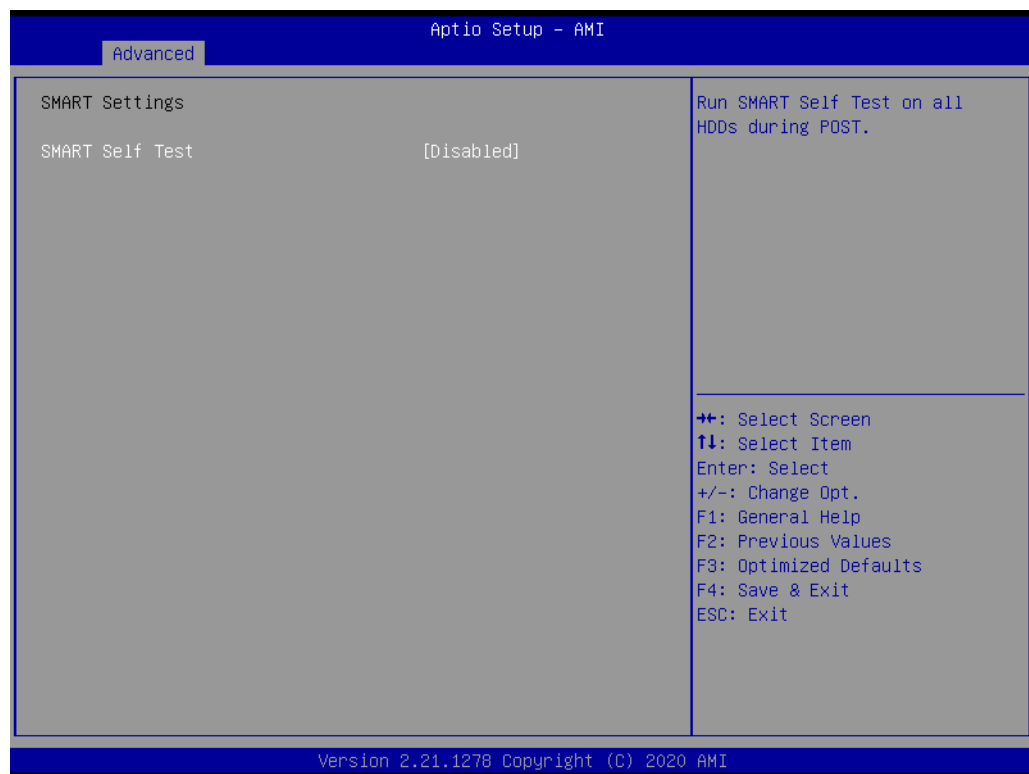 Aptio Setup – AMI
Advanced
SMART Settings
SMART Self Test [Disabled]
Run SMART Self Test on all
HDDs during POST.
→←: Select Screen
↑↓: Select Item
Enter: Select
+/-: Change Opt.
F1: General Help
F2: Previous Values
F3: Optimized Defaults
F4: Save & Exit
ESC: Exit
Version 2.21.1278 Copyright (C) 2020 AMI